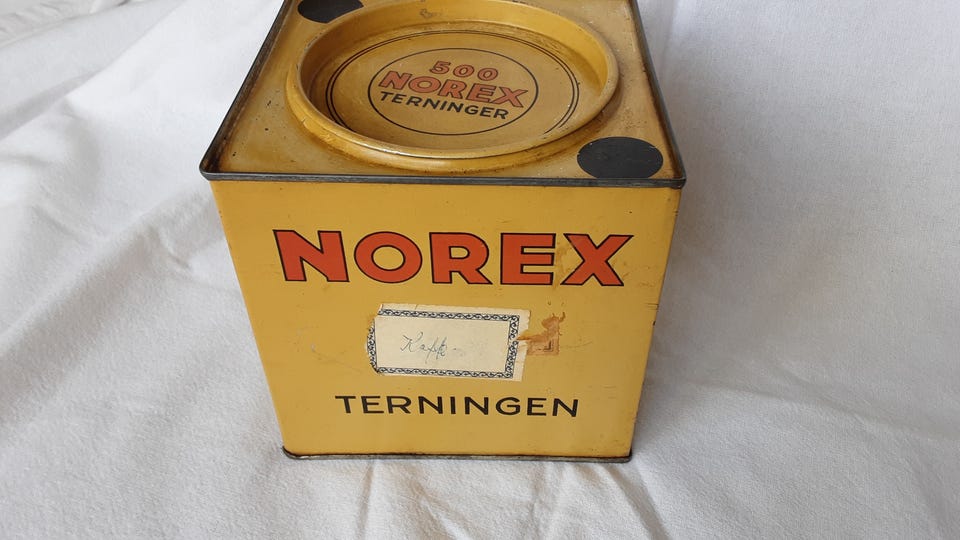 500
NOREX
TERNINGER
NOREX
Kaffe
TERNINGEN